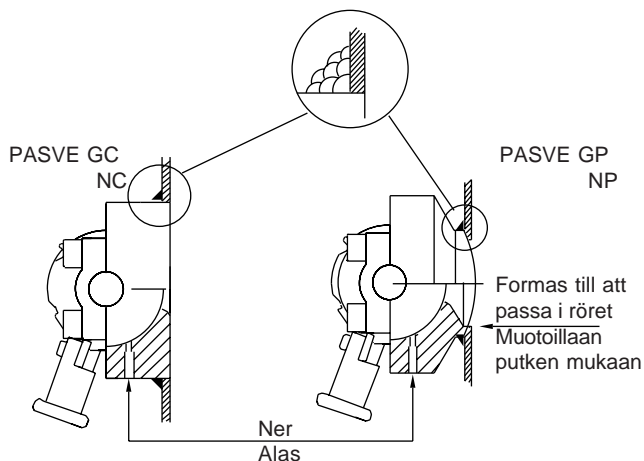 PASVE GC
NC
PASVE GP
NP
Formas till att
passa i röret
Muotoillaan
putken mukaan
Ner
Alas